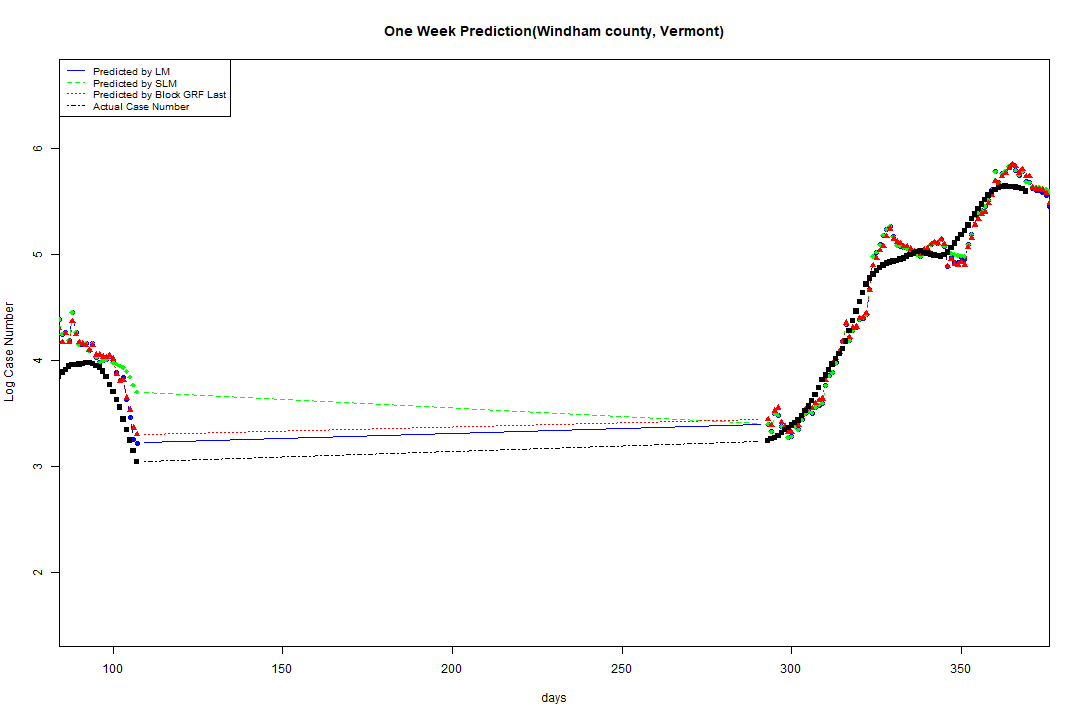 One Week Prediction(Windham county, Vermont)
Predicted by LM
Predicted by SLM
Predicted by Block GRF Last
Actual Case Number
6
5
4
3
2
Log Case Number
100 150 200 250 300 350
days